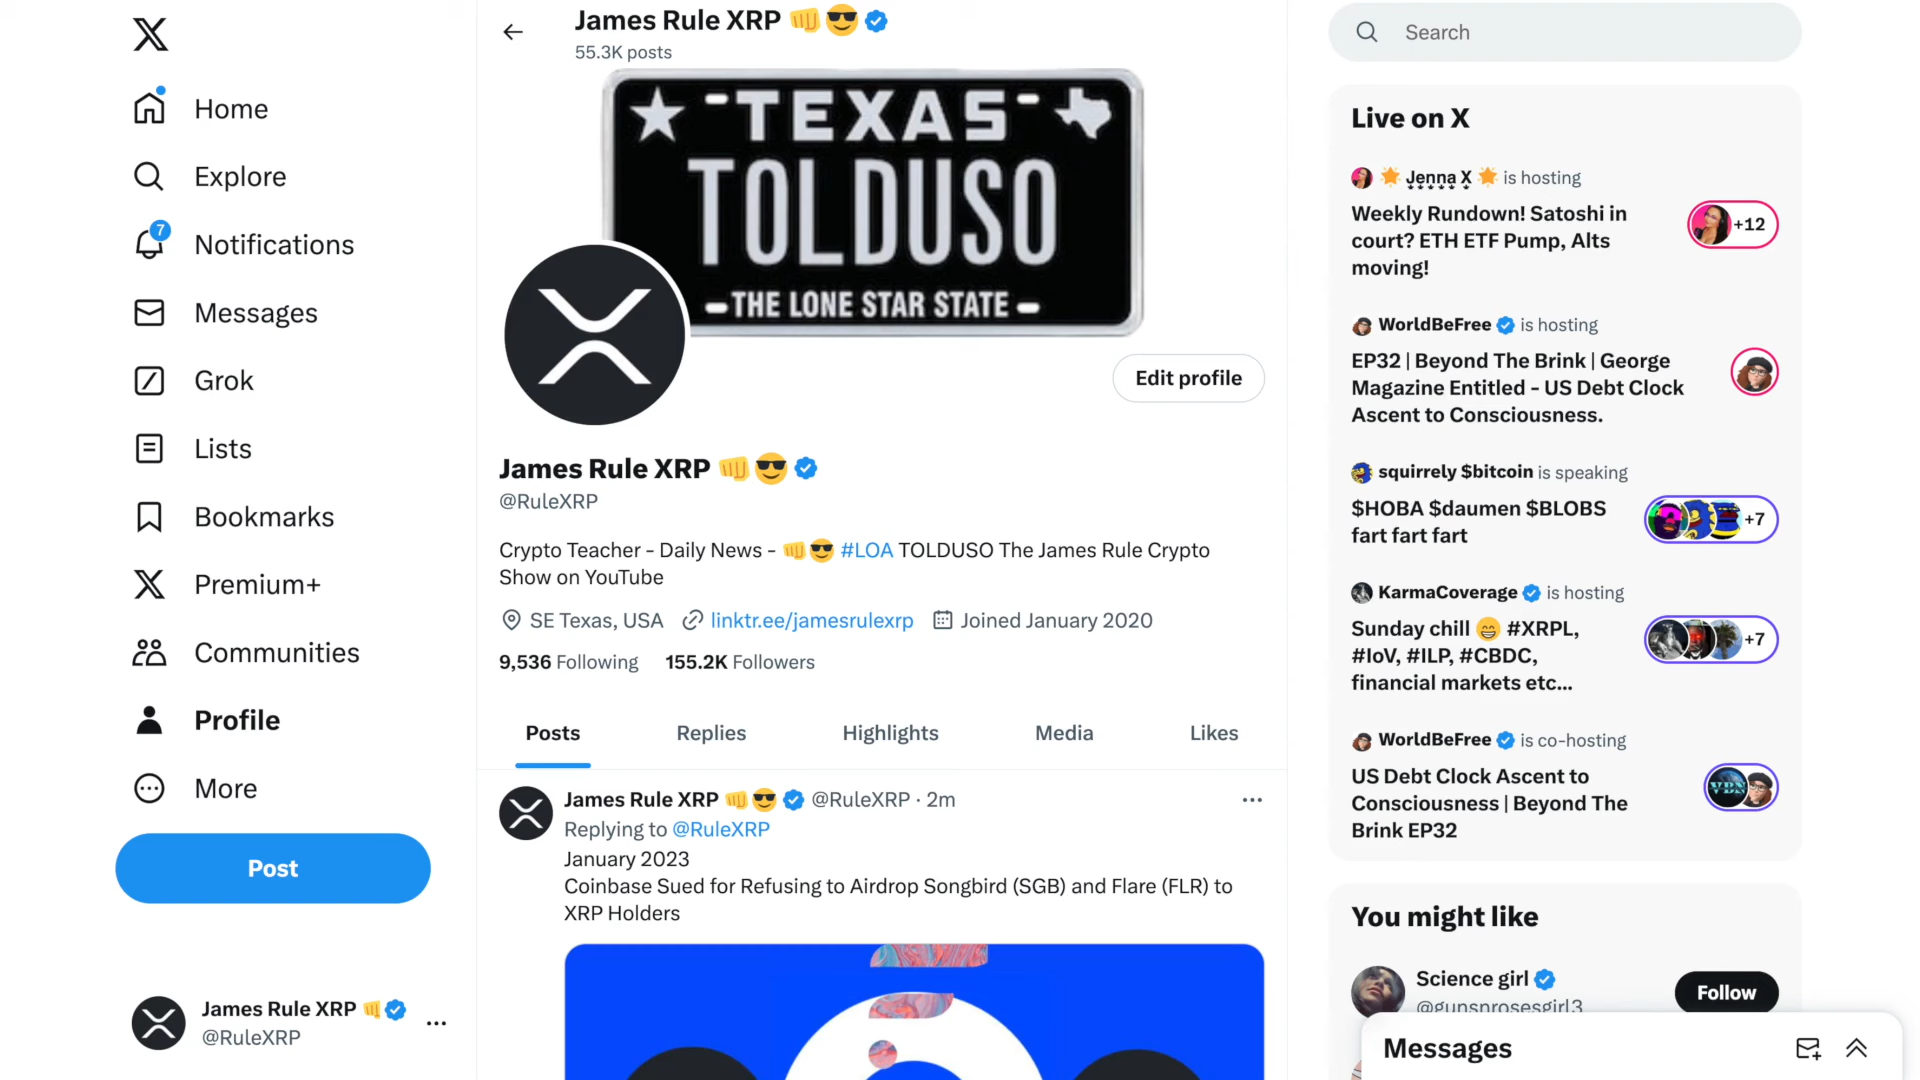 Home
Explore
7
Notifications
Messages
Grok
Lists
Bookmarks
Premium+
Communities
Profile
More
Post
James Rule XRP
@RuleXRP
James Rule XRP
55.3K posts
TEXAS
TOLDUSO
THE LONE STAR STATE
Edit profile
James Rule XRP
@RuleXRP
Crypto Teacher - Daily News - 👊😎 #LOA TOLDUSO The James Rule Crypto
Show on YouTube
SE Texas, USA linktr.ee/jamesrulexrp Joined January 2020
9,536 Following 155.2K Followers
Posts Replies Highlights Media Likes
James Rule XRP 👊😎 @RuleXRP · 2m
Replying to @RuleXRP
January 2023
Coinbase Sued for Refusing to Airdrop Songbird (SGB) and Flare (FLR) to
XRP Holders
Search
Live on X
Jenna X is hosting
Weekly Rundown! Satoshi in
court? ETH ETF Pump, Alts
moving!
+12
WorldBeFree is hosting
EP32 | Beyond The Brink | George
Magazine Entitled - US Debt Clock
Ascent to Consciousness.
squirrely $bitcoin is speaking
$HOBA $daumen $BLOBS
fart fart fart
+7
KarmaCoverage is hosting
Sunday chill 😁 #XRPL,
#IoV, #ILP, #CBDC,
financial markets etc...
+7
WorldBeFree is co-hosting
US Debt Clock Ascent to
Consciousness | Beyond The
Brink EP32
VBN
You might like
Science girl
@gunsnrosesgirl3
Follow
Messages